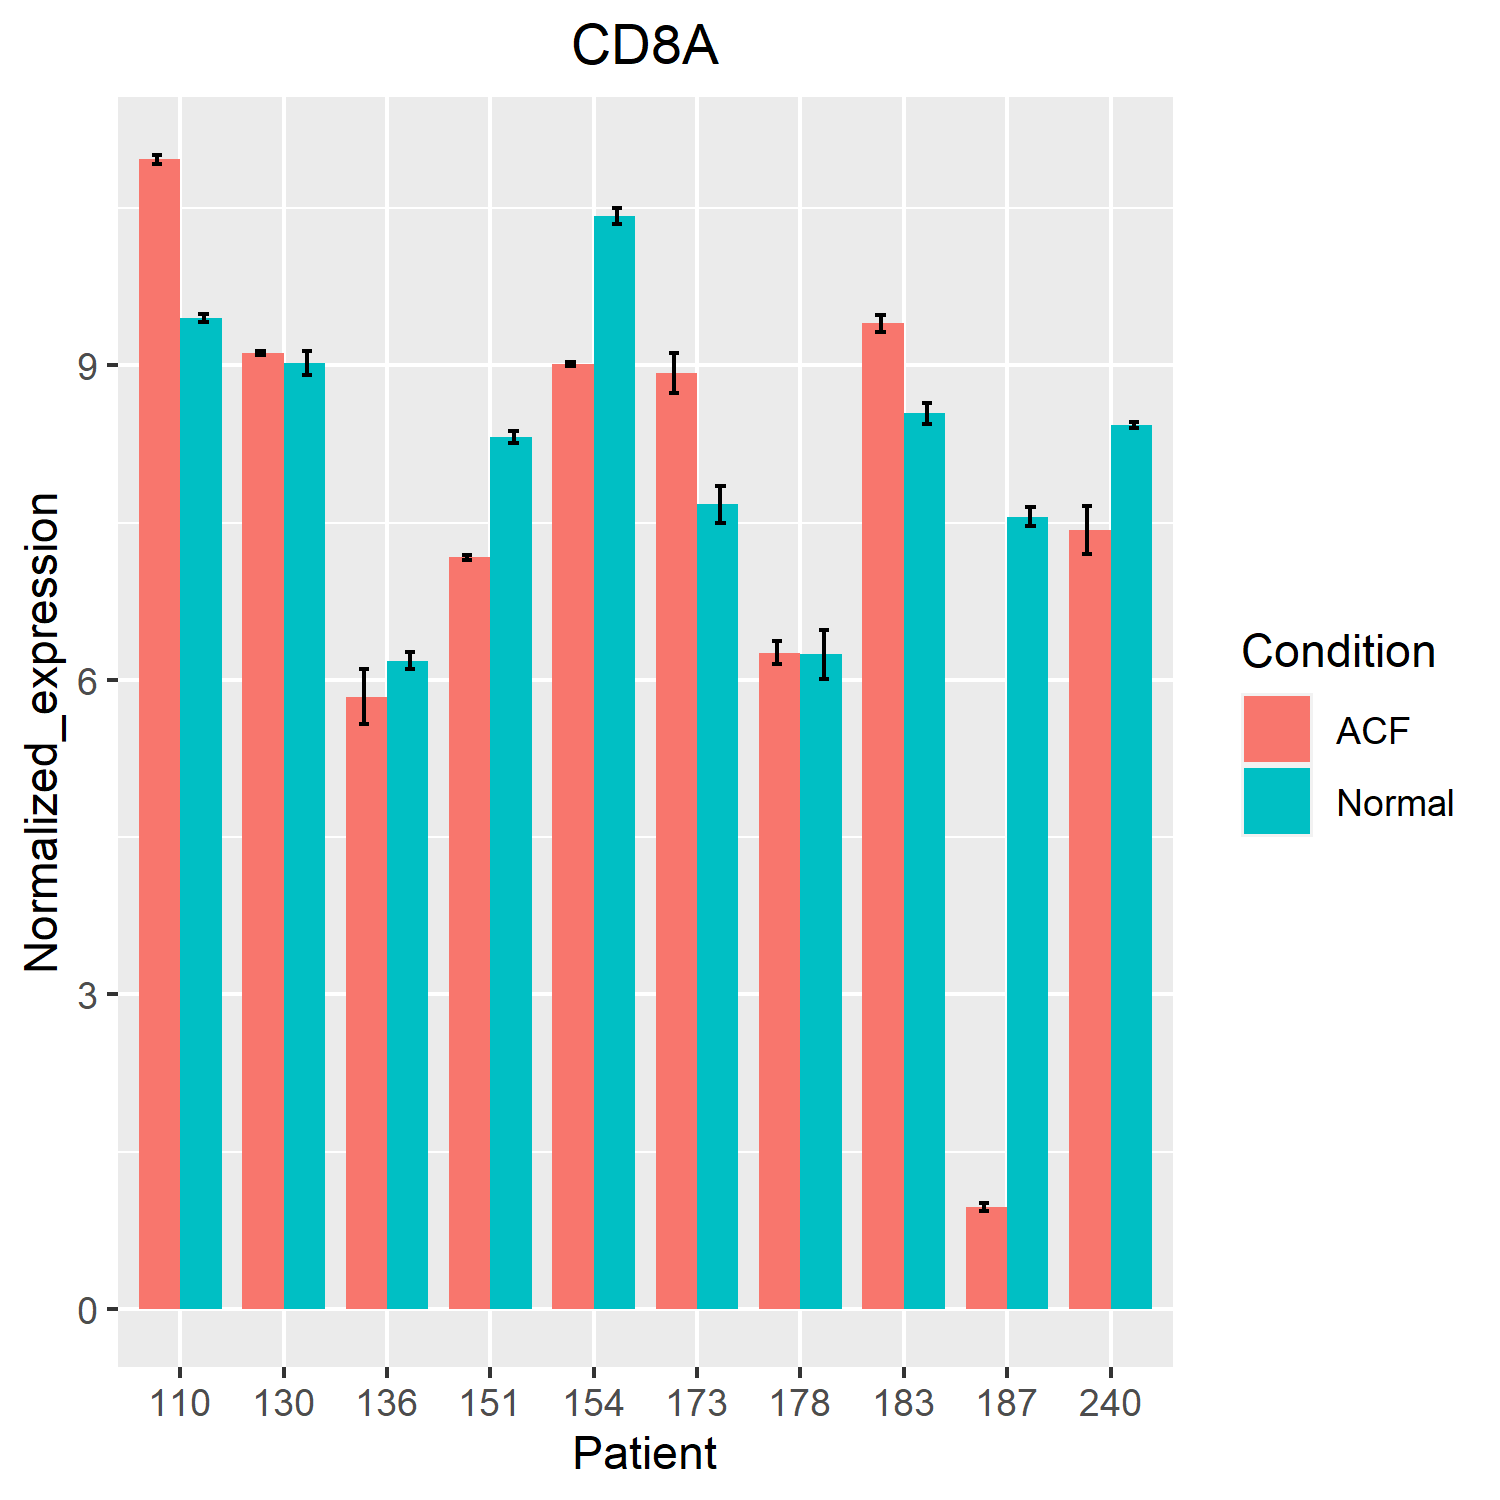 CD8A
Normalized_expression
9
6
3
0
110 130 136 151 154 173 178 183 187 240
Patient
Condition
ACF
Normal